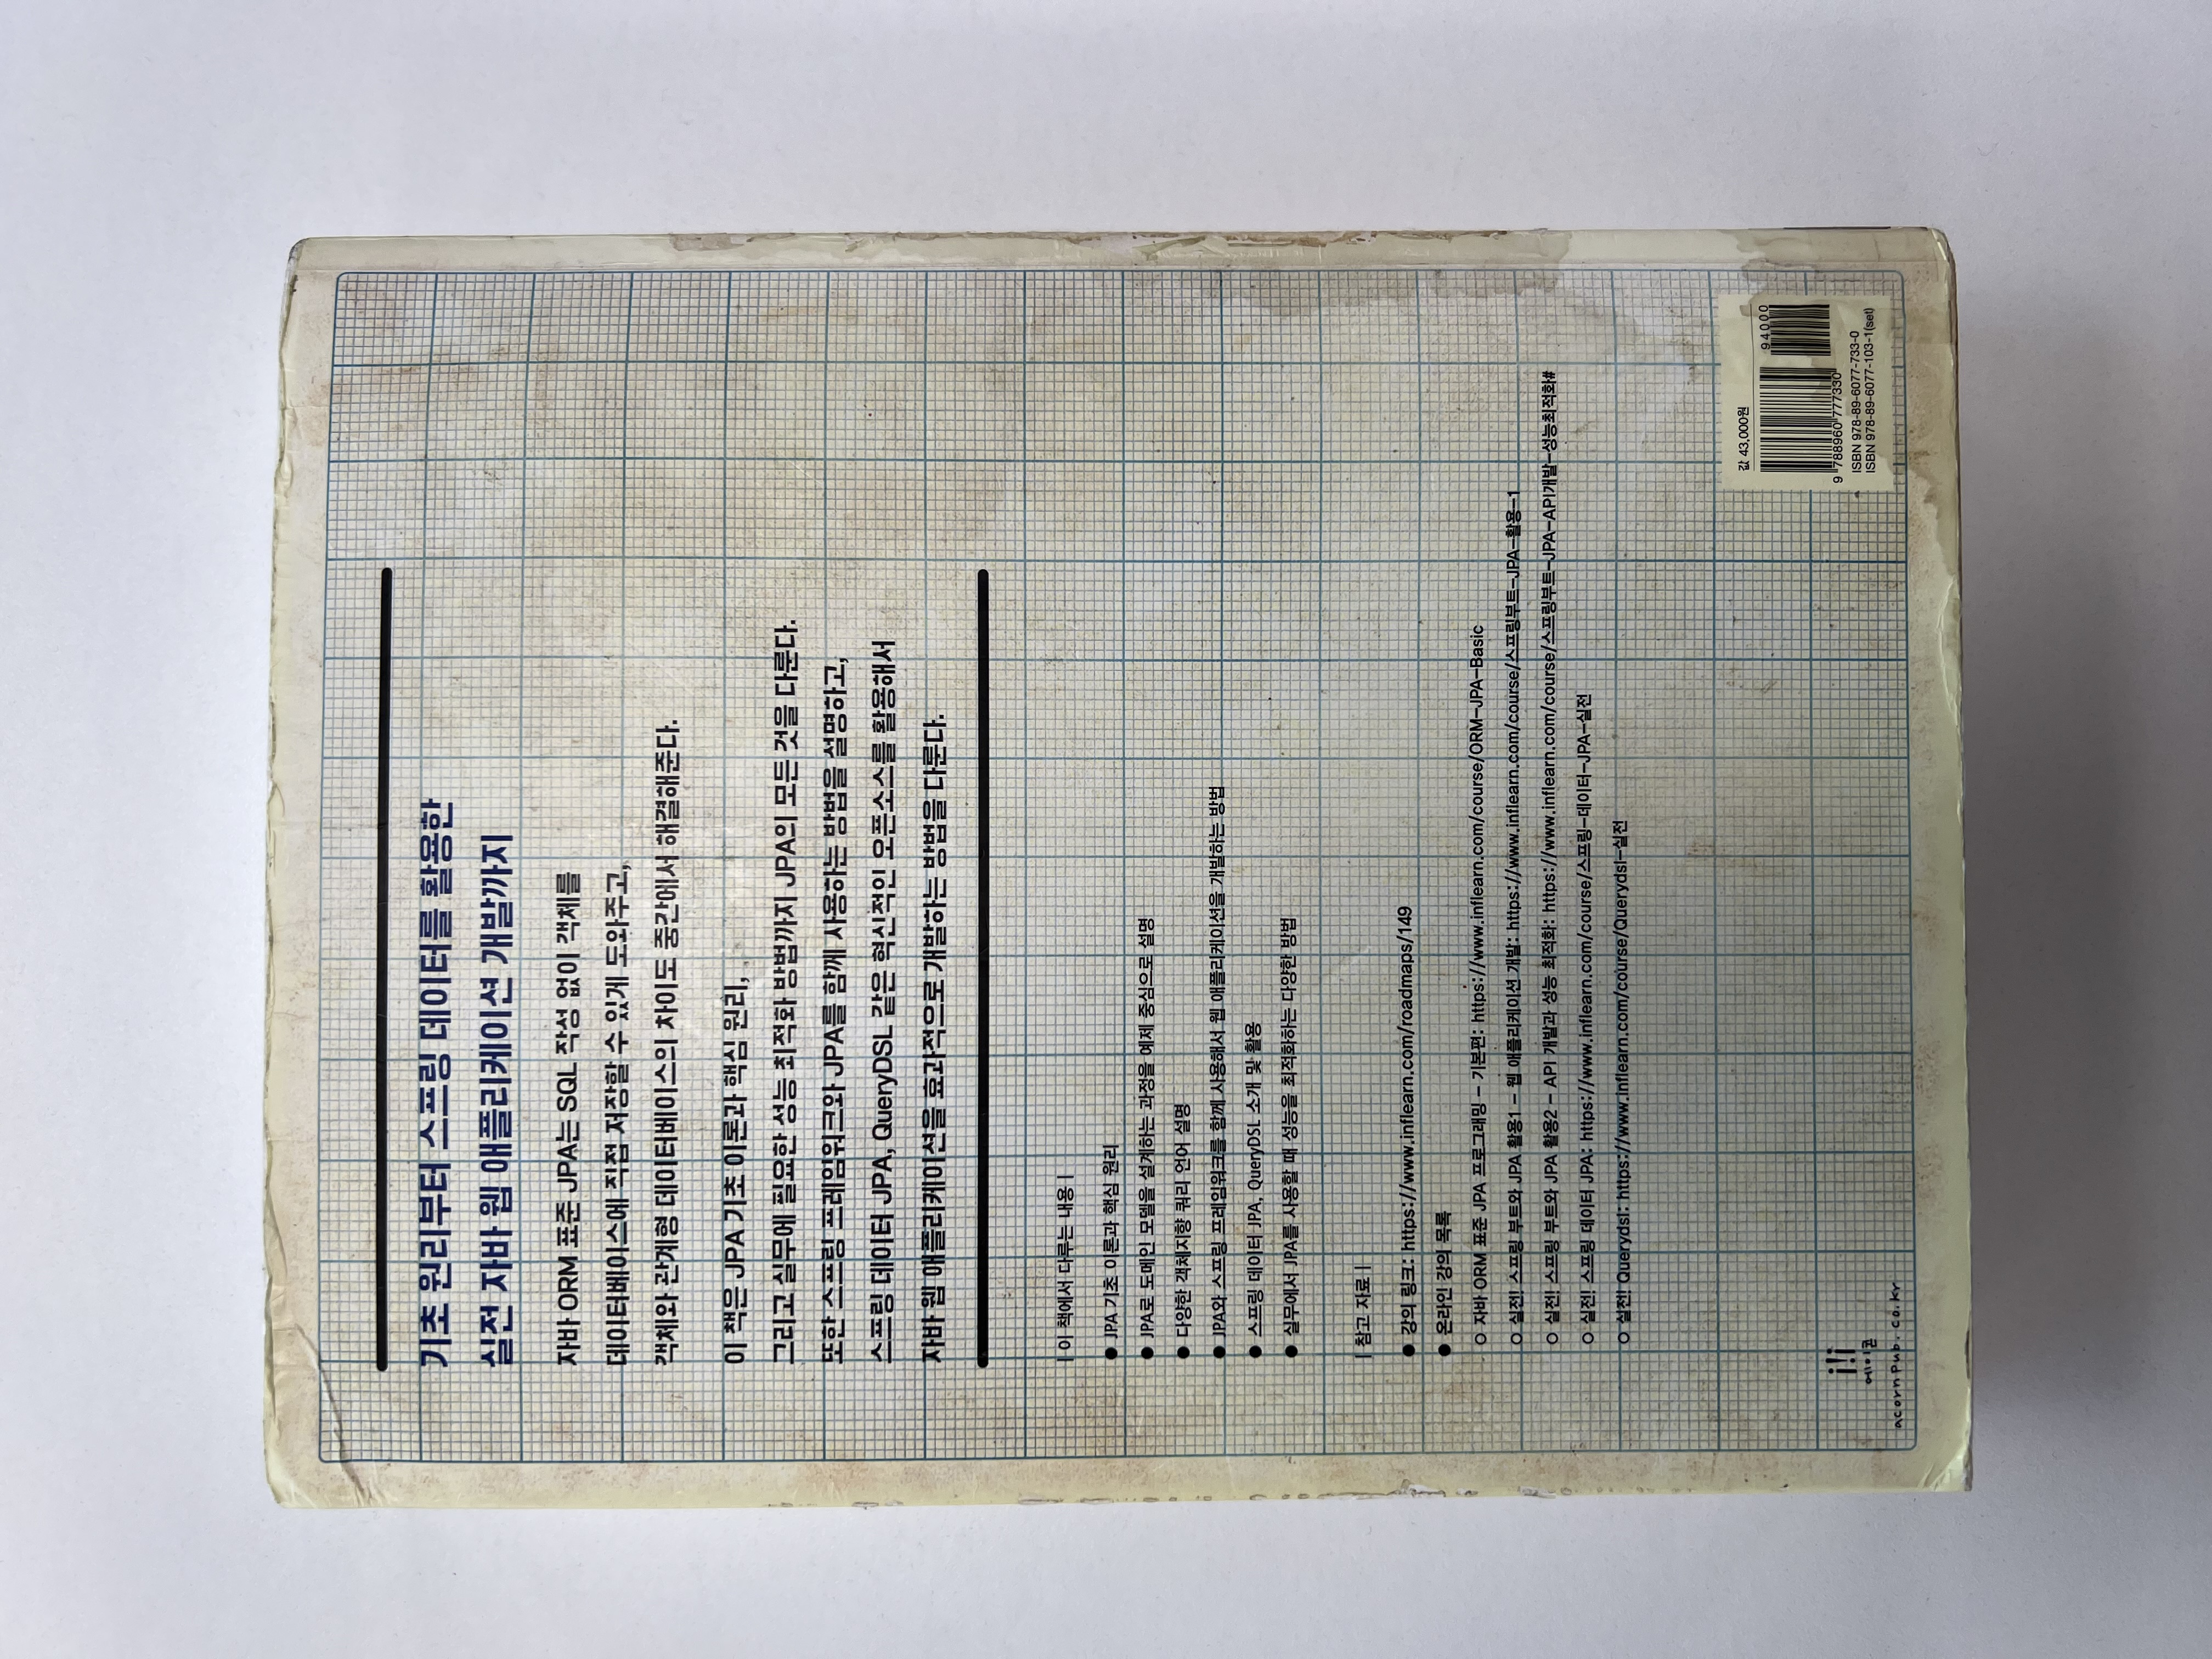 기초 원리부터 스프링 데이터를 활용한
실전 자바 웹 애플리케이션 개발까지
자바 ORM 표준 JPA는 SQL 작성 없이 객체를
데이터베이스에 직접 저장할 수 있게 도와주고,
객체와 관계형 데이터베이스의 차이도 중간에서 해결해준다.
이 책은 JPA 기초 이론과 핵심 원리,
그리고 실무에 필요한 성능 최적화 방법까지 JPA의 모든 것을 다룬다.
또한 스프링 프레임워크와 JPA를 함께 사용하는 방법을 설명하고,
스프링 데이터 JPA, QueryDSL 같은 혁신적인 오픈소스를 활용해서
자바 웹 애플리케이션을 효과적으로 개발하는 방법을 다룬다.
| 이 책에서 다루는 내용 |
● JPA 기초 이론과 핵심 원리
● JPA로 도메인 모델을 설계하는 과정을 예제 중심으로 설명
● 다양한 객체지향 쿼리 언어 설명
● JPA와 스프링 프레임워크를 함께 사용해서 웹 애플리케이션을 개발하는 방법
● 스프링 데이터 JPA, QueryDSL 소개 및 활용
● 실무에서 JPA를 사용할 때 성능을 최적화하는 다양한 방법
| 참고 자료 |
● 강의 링크: https://www.inflearn.com/roadmaps/149
● 온라인 강의 목록
○ 자바 ORM 표준 JPA 프로그래밍 - 기본편: https://www.inflearn.com/course/ORM-JPA-Basic
○ 실전! 스프링 부트와 JPA 활용1 - 웹 애플리케이션 개발: https://www.inflearn.com/course/스프링부트-JPA-활용-1
○ 실전! 스프링 부트와 JPA 활용2 - API 개발과 성능 최적화: https://www.inflearn.com/course/스프링부트-JPA-API개발-성능최적화#
○ 실전! 스프링 데이터 JPA: https://www.inflearn.com/course/스프링-데이터-JPA-실전
○ 실전! Querydsl: https://www.inflearn.com/course/Querydsl-실전
값 43,000원
94000
9 788960 777330
ISBN 978-89-6077-733-0
ISBN 978-89-6077-103-1(set)
에이콘
acornpub.co.kr